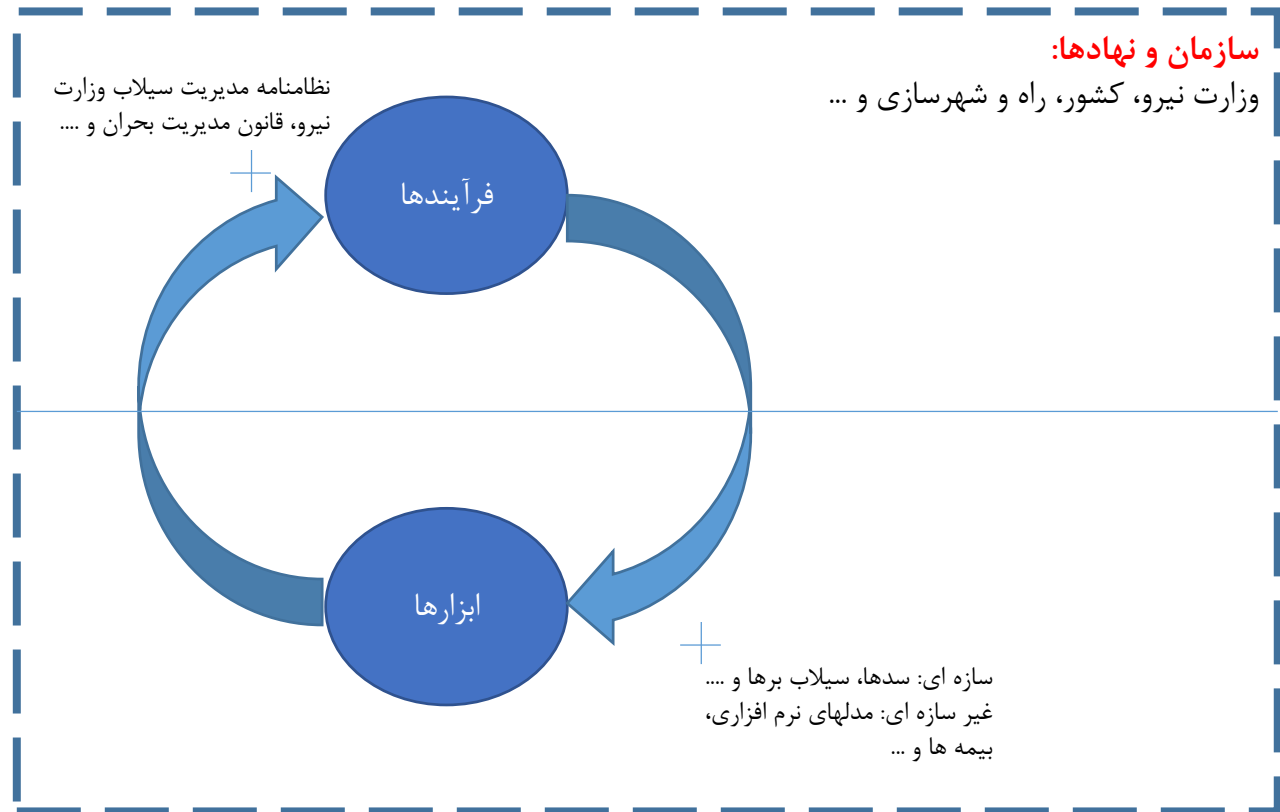 سازمان و نهادها:
وزارت نیرو، کشور، راه و شهرسازی و ...
نظامنامه مدیریت سیلاب وزارت
نیرو، قانون مدیریت بحران و ....
فرآیندها
ابزارها
سازه ای: سدها، سیلاب برها و ....
غیر سازه ای: مدلهای نرم افزاری،
بیمه ها و ...